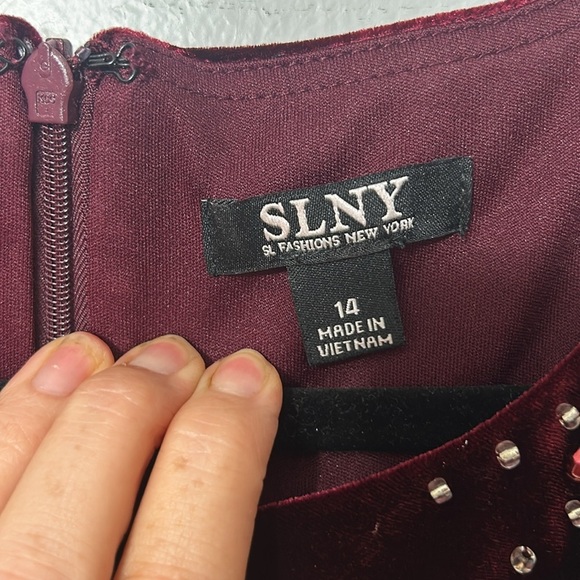 SLNY
SL FASHIONS NEW YORK
14
MADE IN
VIETNAM